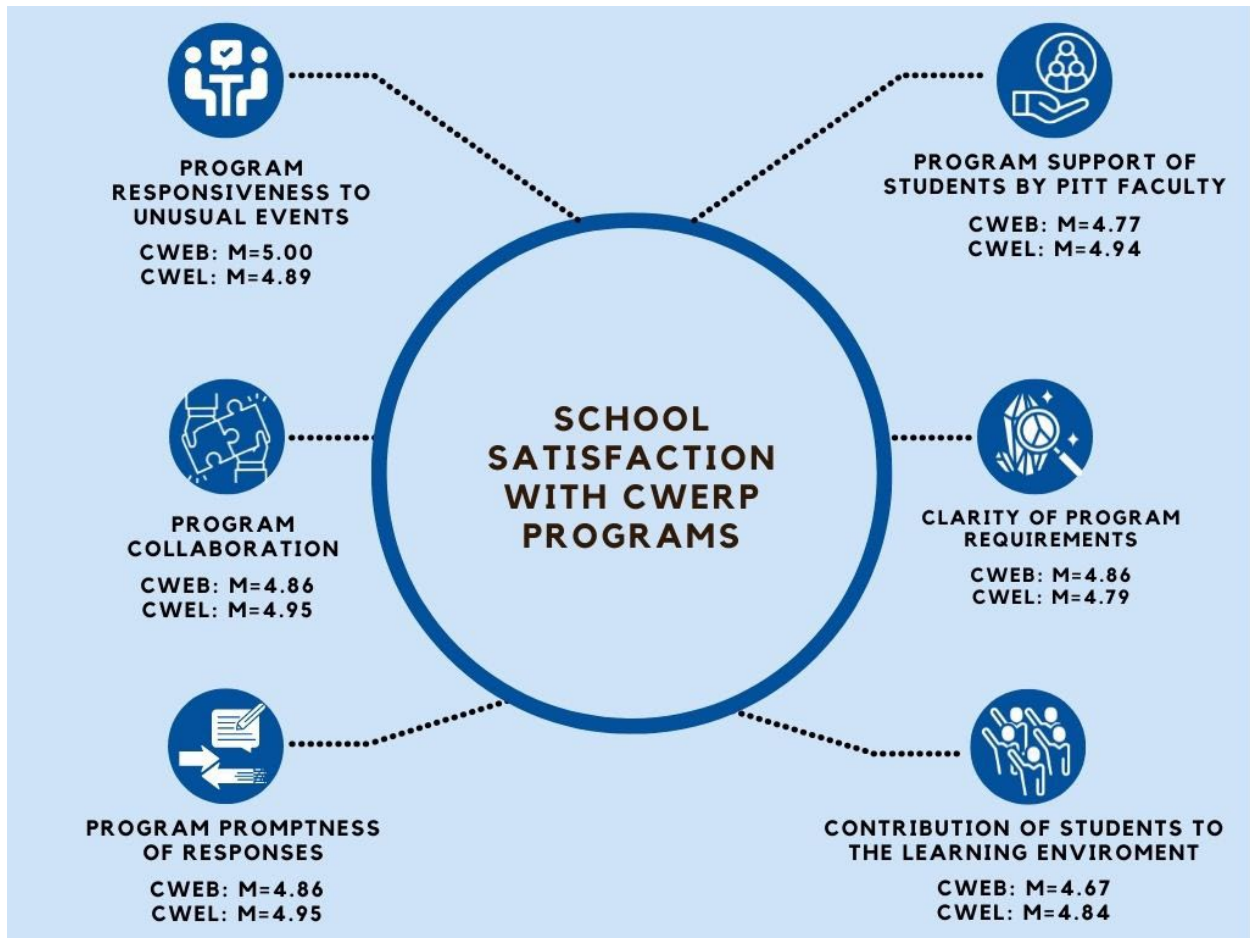 PROGRAM
RESPONSIVENESS TO
UNUSUAL EVENTS
CWEB: M=5.00
CWEL: M=4.89
PROGRAM SUPPORT OF
STUDENTS BY PITT FACULTY
CWEB: M=4.77
CWEL: M=4.94
SCHOOL
SATISFACTION
WITH CWERP
PROGRAMS
PROGRAM
COLLABORATION
CWEB: M=4.86
CWEL: M=4.95
CLARITY OF PROGRAM
REQUIREMENTS
CWEB: M=4.86
CWEL: M=4.79
PROGRAM PROMPTNESS
OF RESPONSES
CWEB: M=4.86
CWEL: M=4.95
CONTRIBUTION OF STUDENTS TO
THE LEARNING ENVIROMENT
CWEB: M=4.67
CWEL: M=4.84